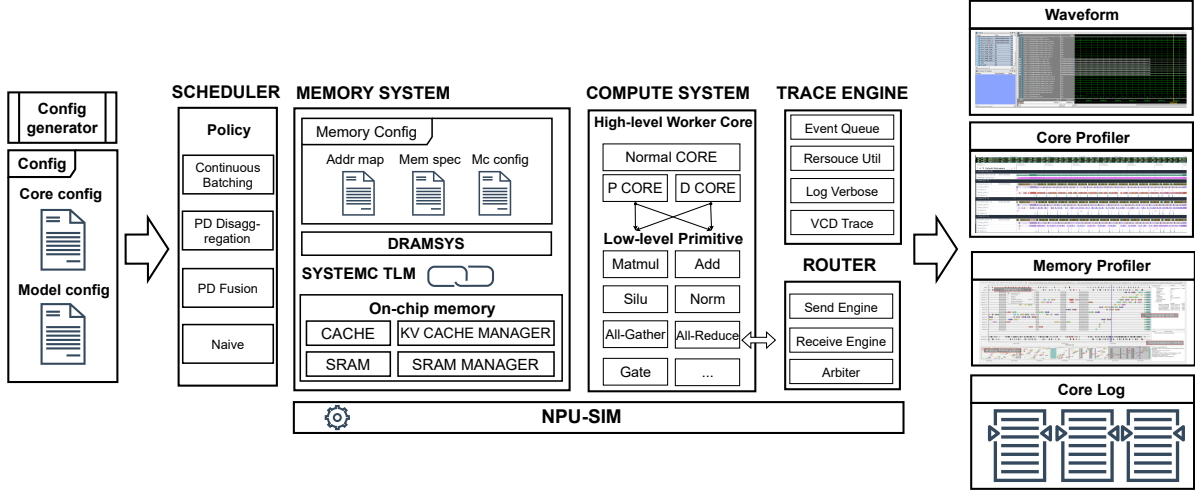 Config
generator
Config
Core config
Model config
SCHEDULER
Policy
Continuous
Batching
PD Disagg-
regation
PD Fusion
Naive
MEMORY SYSTEM
Memory Config
Addr map
Mem spec
Mc config
DRAMSYS
SYSTEMC TLM
On-chip memory
CACHE
KV CACHE MANAGER
SRAM
SRAM MANAGER
COMPUTE SYSTEM
High-level Worker Core
Normal CORE
P CORE
D CORE
Low-level Primitive
Matmul
Add
Silu
Norm
All-Gather
All-Reduce
Gate
...
TRACE ENGINE
Event Queue
Rersouce Util
Log Verbose
VCD Trace
ROUTER
Send Engine
Receive Engine
Arbiter
NPU-SIM
Waveform
Core Profiler
Memory Profiler
Core Log